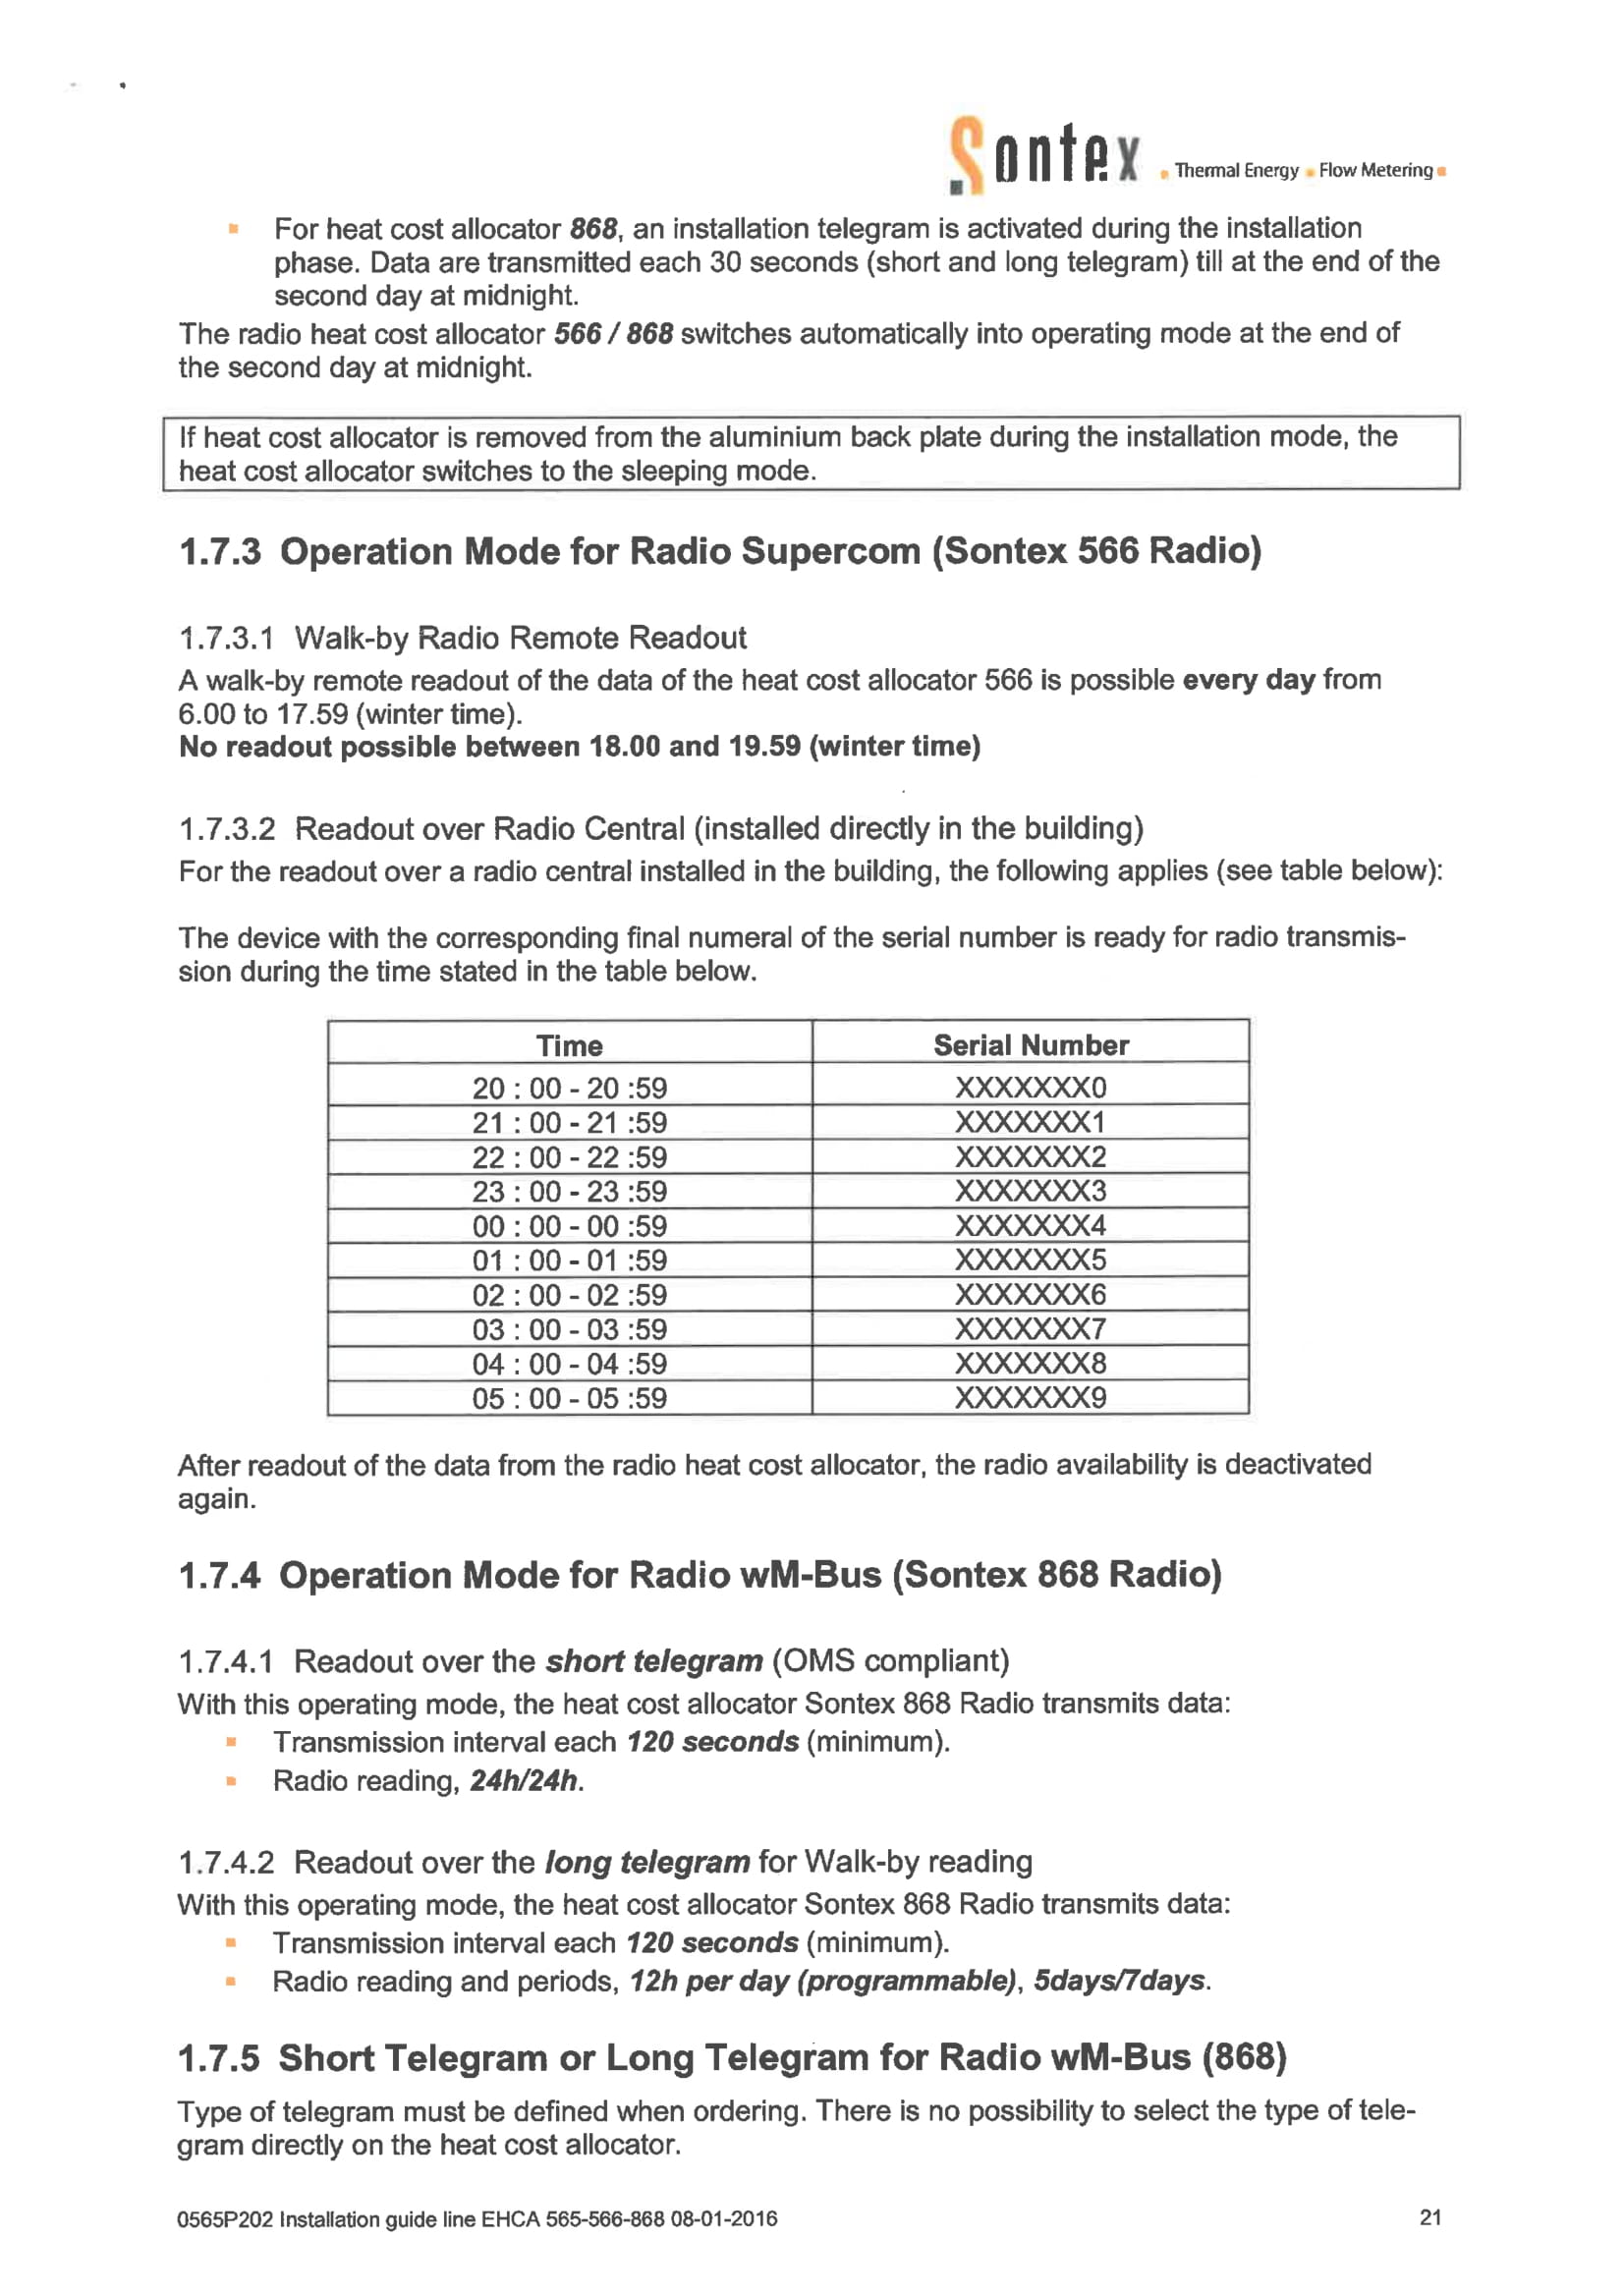 Sontex . Thermal Energy ▪ Flow Metering ▪
▪ For heat cost allocator 868, an installation telegram is activated during the installation
phase. Data are transmitted each 30 seconds (short and long telegram) till at the end of the
second day at midnight.
The radio heat cost allocator 566 / 868 switches automatically into operating mode at the end of
the second day at midnight.
If heat cost allocator is removed from the aluminium back plate during the installation mode, the
heat cost allocator switches to the sleeping mode.
1.7.3 Operation Mode for Radio Supercom (Sontex 566 Radio)
1.7.3.1 Walk-by Radio Remote Readout
A walk-by remote readout of the data of the heat cost allocator 566 is possible every day from
6.00 to 17.59 (winter time).
No readout possible between 18.00 and 19.59 (winter time)
1.7.3.2 Readout over Radio Central (installed directly in the building)
For the readout over a radio central installed in the building, the following applies (see table below):
The device with the corresponding final numeral of the serial number is ready for radio transmis-
sion during the time stated in the table below.
Time Serial Number
20 : 00 - 20 :59 XXXXXXX0
21 : 00 - 21 :59 XXXXXXX1
22 : 00 - 22 :59 XXXXXXX2
23 : 00 - 23 :59 XXXXXXX3
00 : 00 - 00 :59 XXXXXXX4
01 : 00 - 01 :59 XXXXXXX5
02 : 00 - 02 :59 XXXXXXX6
03 : 00 - 03 :59 XXXXXXX7
04 : 00 - 04 :59 XXXXXXX8
05 : 00 - 05 :59 XXXXXXX9
After readout of the data from the radio heat cost allocator, the radio availability is deactivated
again.
1.7.4 Operation Mode for Radio wM-Bus (Sontex 868 Radio)
1.7.4.1 Readout over the short telegram (OMS compliant)
With this operating mode, the heat cost allocator Sontex 868 Radio transmits data:
▪ Transmission interval each 120 seconds (minimum).
▪ Radio reading, 24h/24h.
1.7.4.2 Readout over the long telegram for Walk-by reading
With this operating mode, the heat cost allocator Sontex 868 Radio transmits data:
▪ Transmission interval each 120 seconds (minimum).
▪ Radio reading and periods, 12h per day (programmable), 5days/7days.
1.7.5 Short Telegram or Long Telegram for Radio wM-Bus (868)
Type of telegram must be defined when ordering. There is no possibility to select the type of tele-
gram directly on the heat cost allocator.
0565P202 Installation guide line EHCA 565-566-868 08-01-2016 21